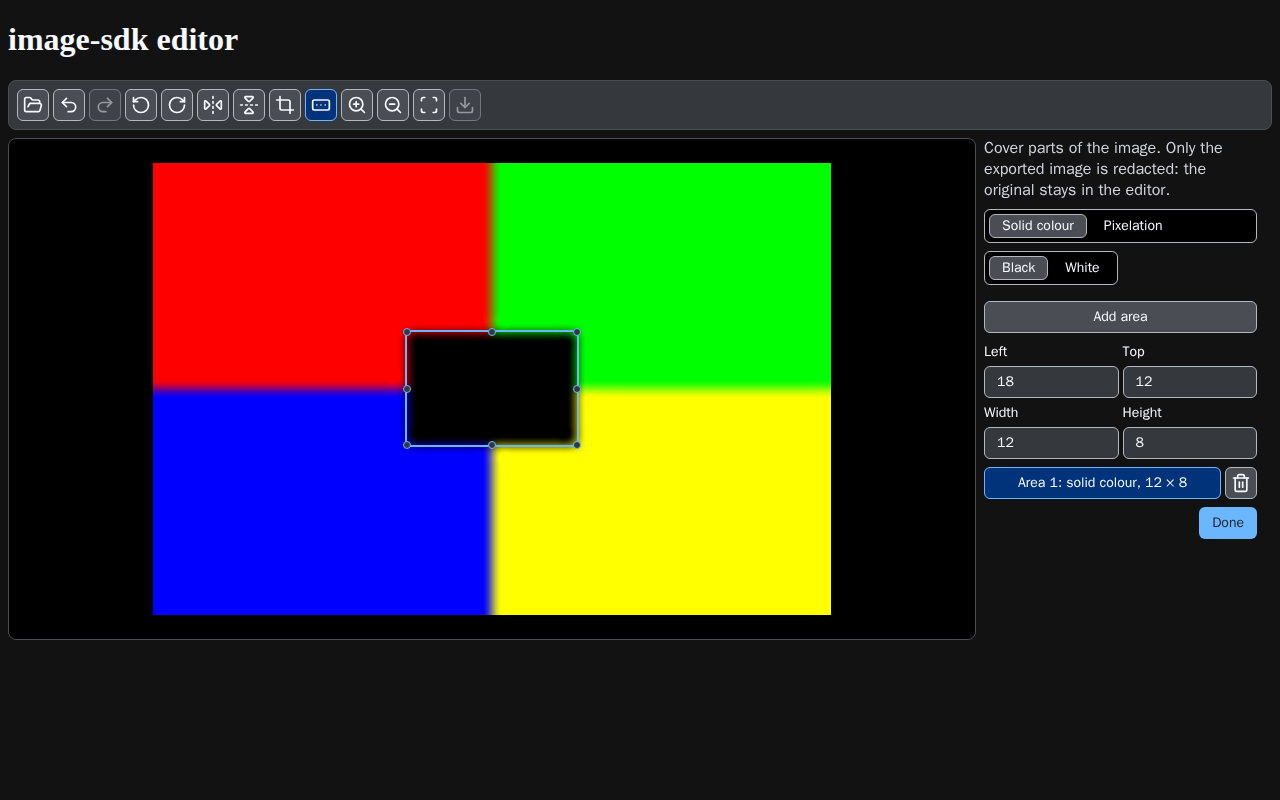 image-sdk editor
Cover parts of the image. Only the
exported image is redacted: the
original stays in the editor.
Solid colour Pixelation
Black White
Add area
Left Top
18 12
Width Height
12 8
Area 1: solid colour, 12 × 8
Done